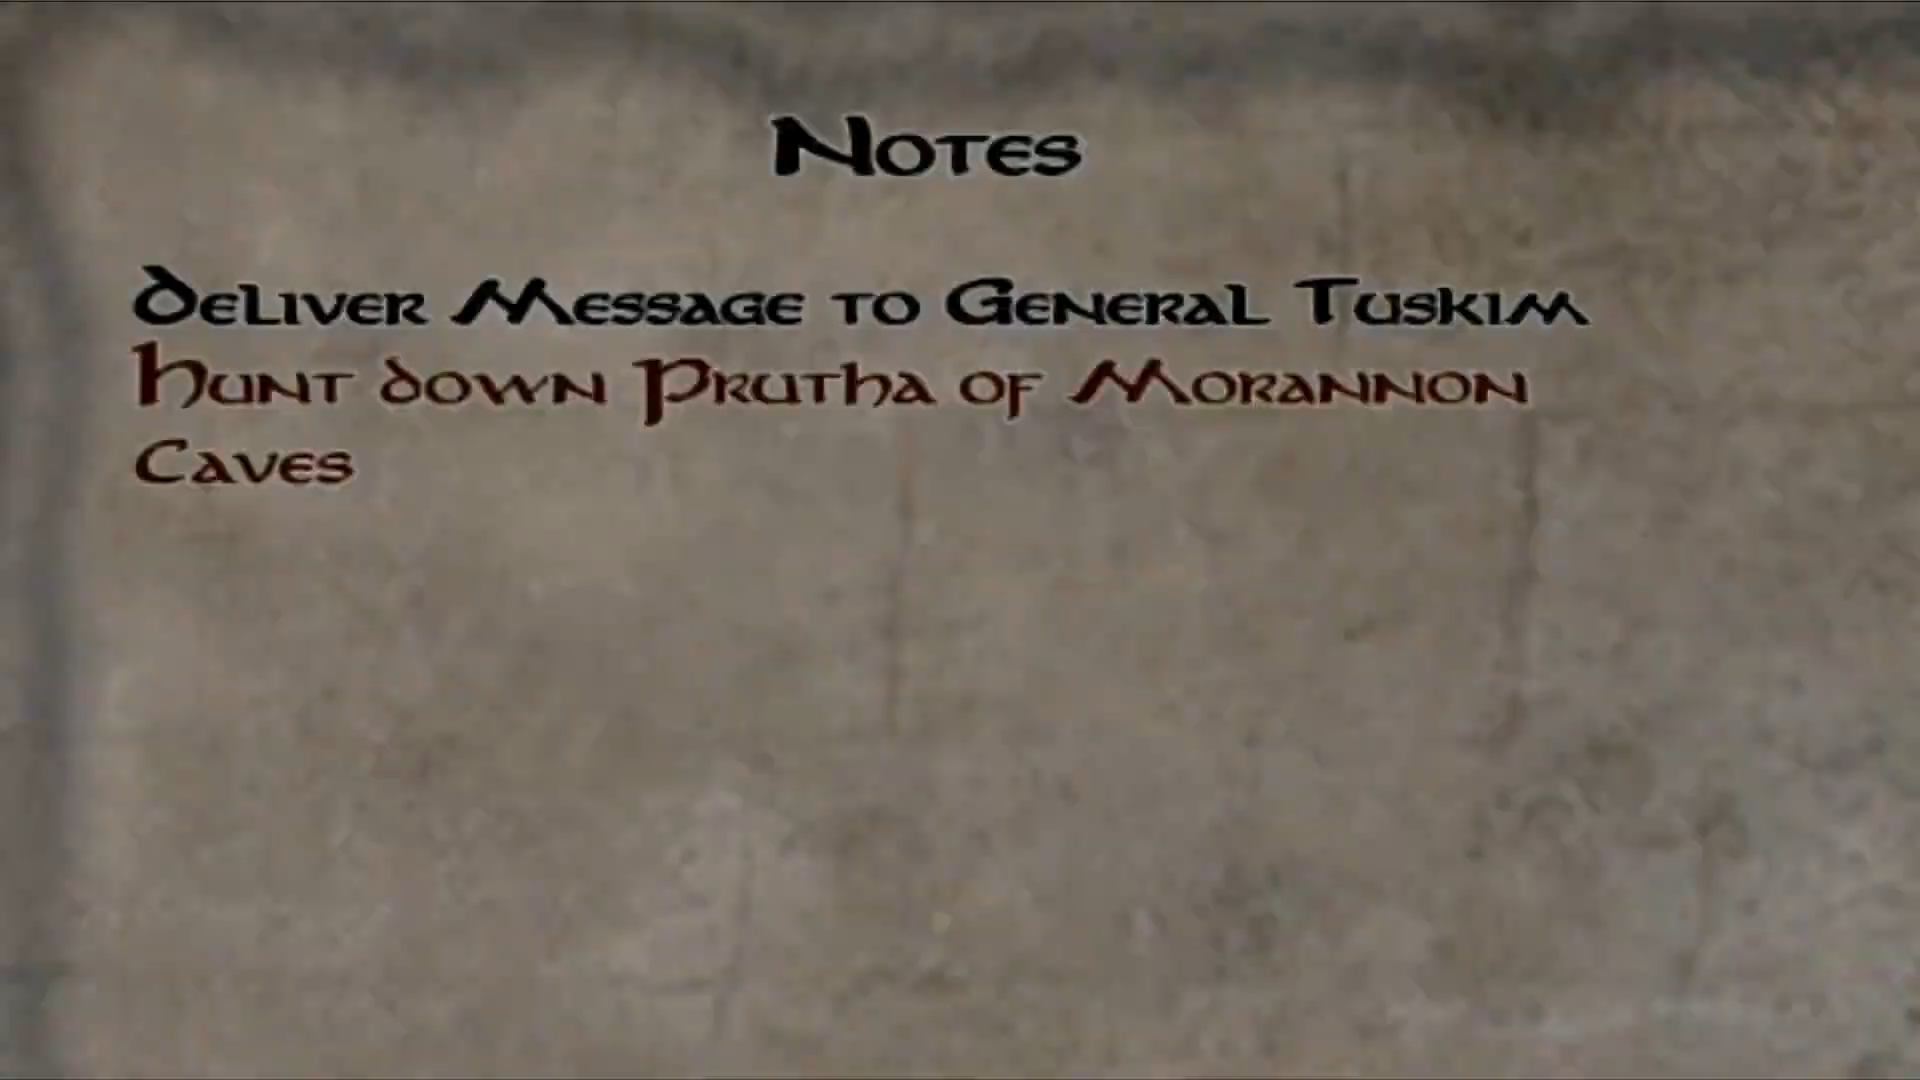 Notes
Deliver Message to General Tuskim
Hunt down Prutha of Morannon
Caves